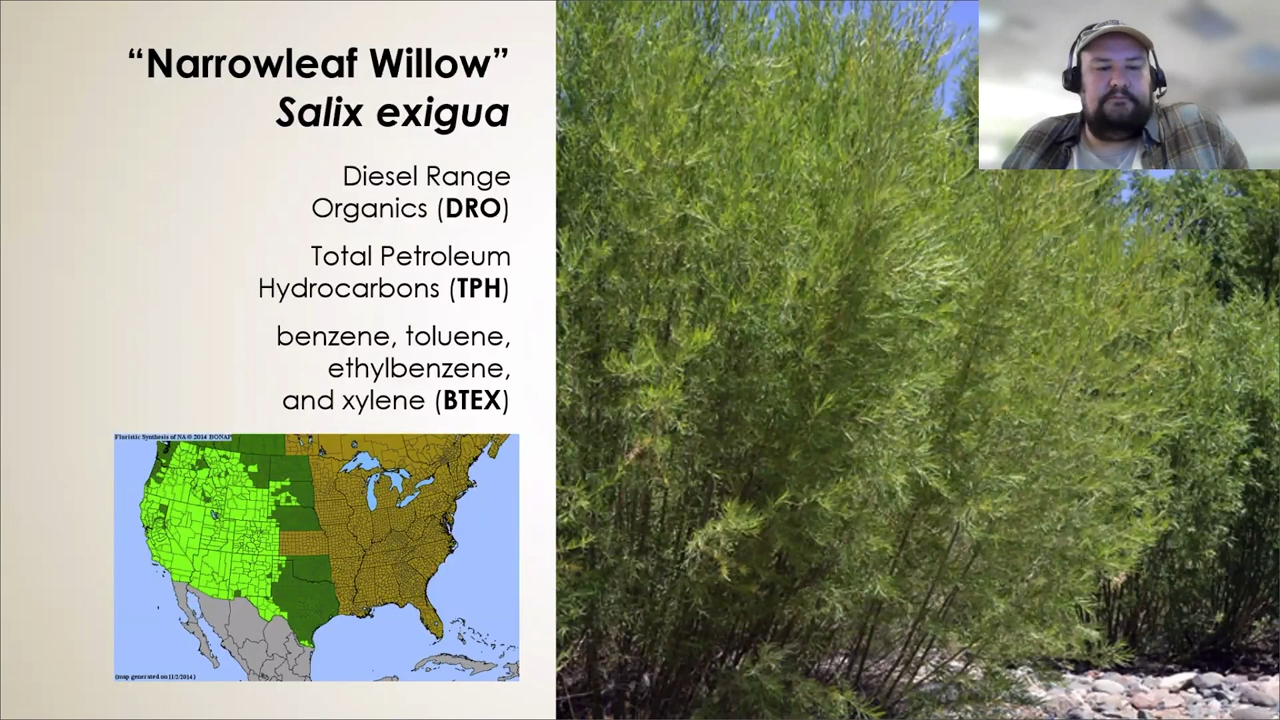 “Narrowleaf Willow”
Salix exigua
Diesel Range
Organics (DRO)
Total Petroleum
Hydrocarbons (TPH)
benzene, toluene,
ethylbenzene,
and xylene (BTEX)
Floristic Synthesis of NA © 2014 BONAP
(map generated on 11/2/2014)